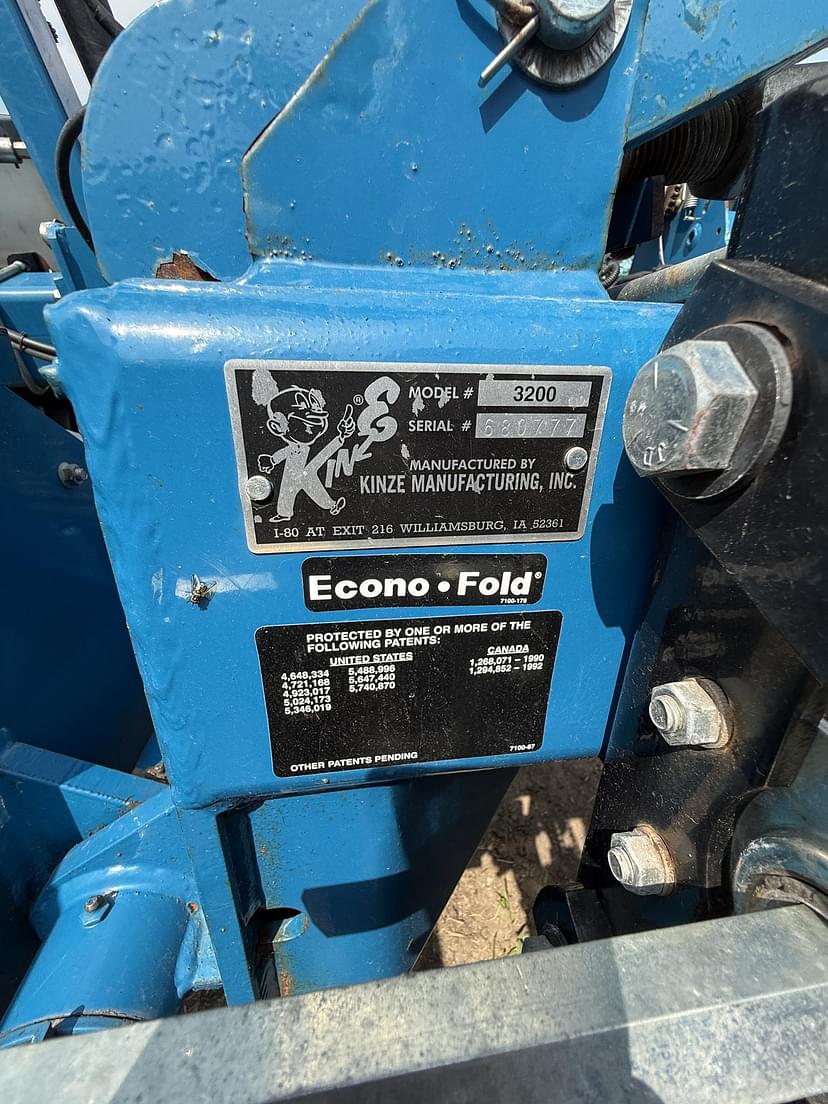 MODEL # 3200
SERIAL # 680777
KINZE ®
MANUFACTURED BY
KINZE MANUFACTURING, INC.
I-80 AT EXIT 216 WILLIAMSBURG, IA 52361
Econo • Fold®
7100-178
PROTECTED BY ONE OR MORE OF THE
FOLLOWING PATENTS:
UNITED STATES CANADA
4,648,334 5,488,996 1,268,071 – 1990
4,721,168 5,647,440 1,294,852 – 1992
4,923,017 5,740,870
5,024,173
5,346,019
OTHER PATENTS PENDING 7100-87